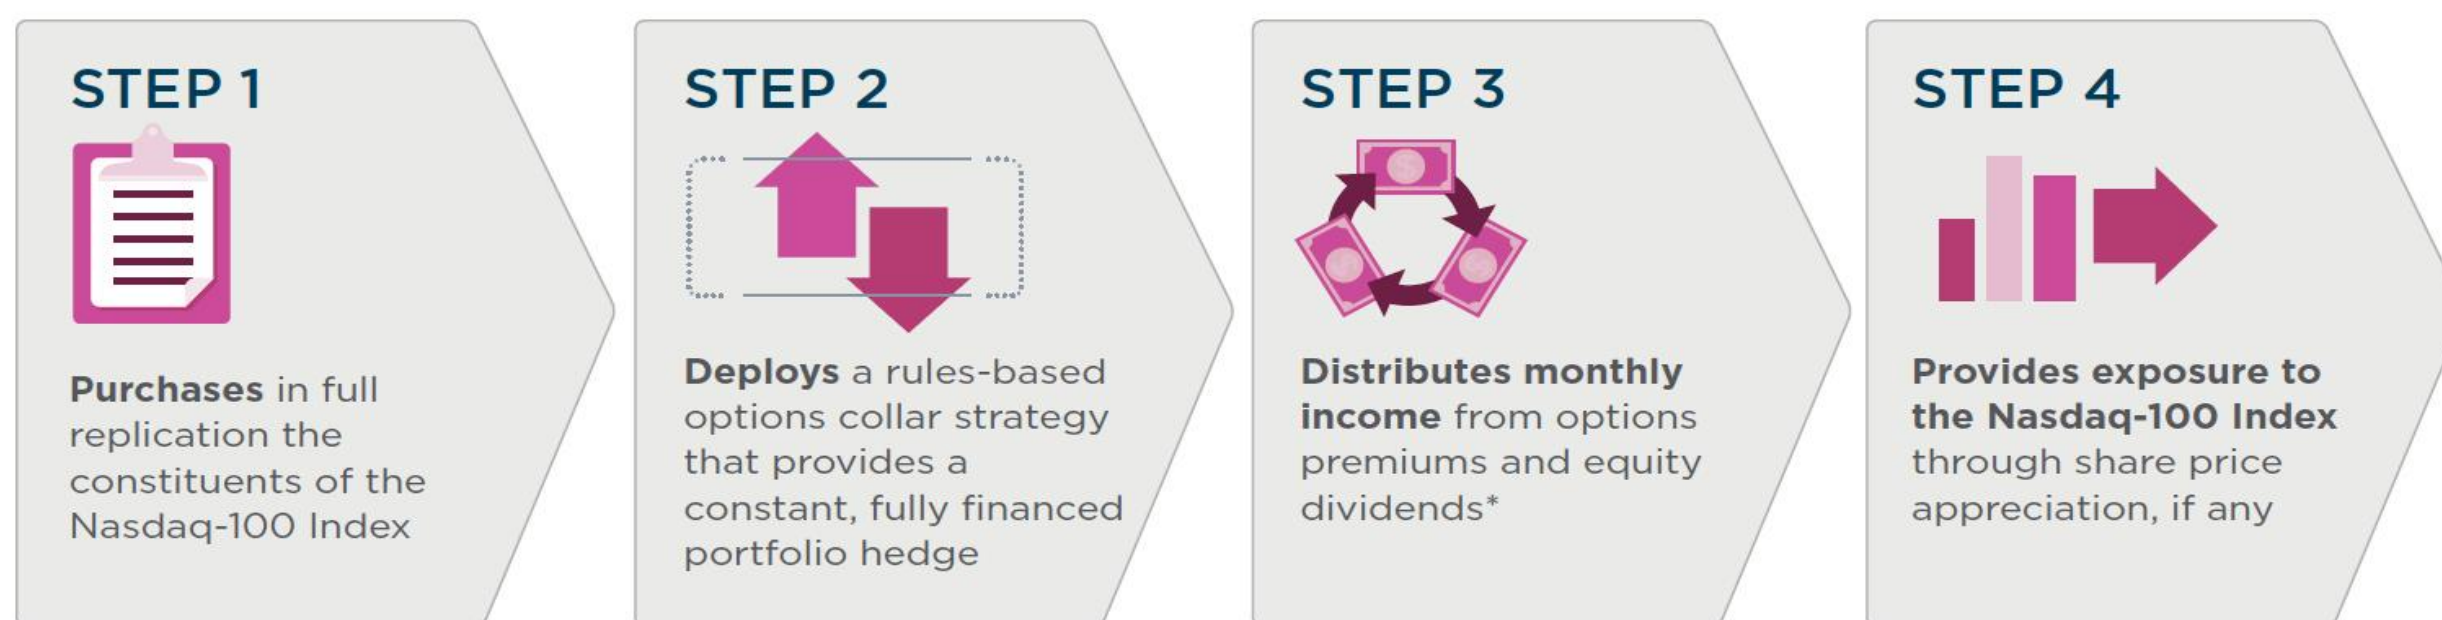 STEP 1
Purchases in full
replication the
constituents of the
Nasdaq-100 Index
STEP 2
Deploys a rules-based
options collar strategy
that provides a
constant, fully financed
portfolio hedge
STEP 3
Distributes monthly
income from options
premiums and equity
dividends*
STEP 4
Provides exposure to
the Nasdaq-100 Index
through share price
appreciation, if any